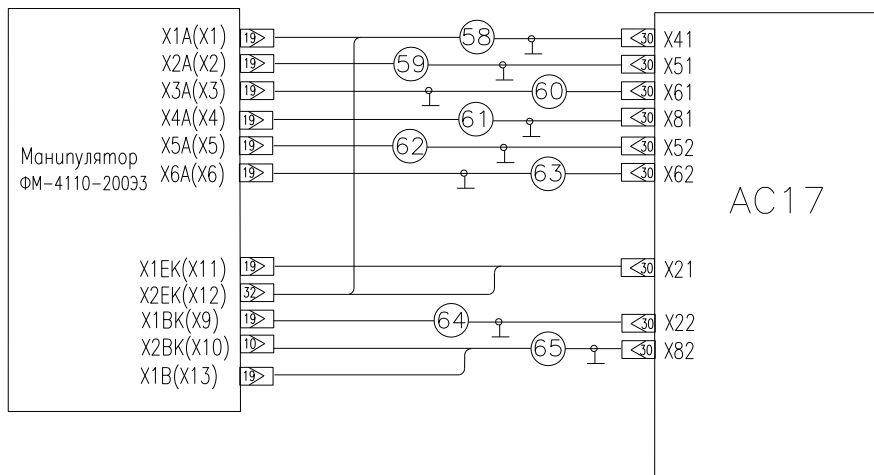 X1A(X1) 19 58 30 X41
X2A(X2) 19 59 30 X51
X3A(X3) 19 60 30 X61
X4A(X4) 19 61 30 X81
X5A(X5) 19 62 30 X52
Манипулятор
ФМ-4110-200ЭЗ
X6A(X6) 19 63 30 X62
АС17
X1EK(X11) 19 30 X21
X2EK(X12) 32
X1BK(X9) 19 64 30 X22
X2BK(X10) 10 65 30 X82
X1B(X13) 19